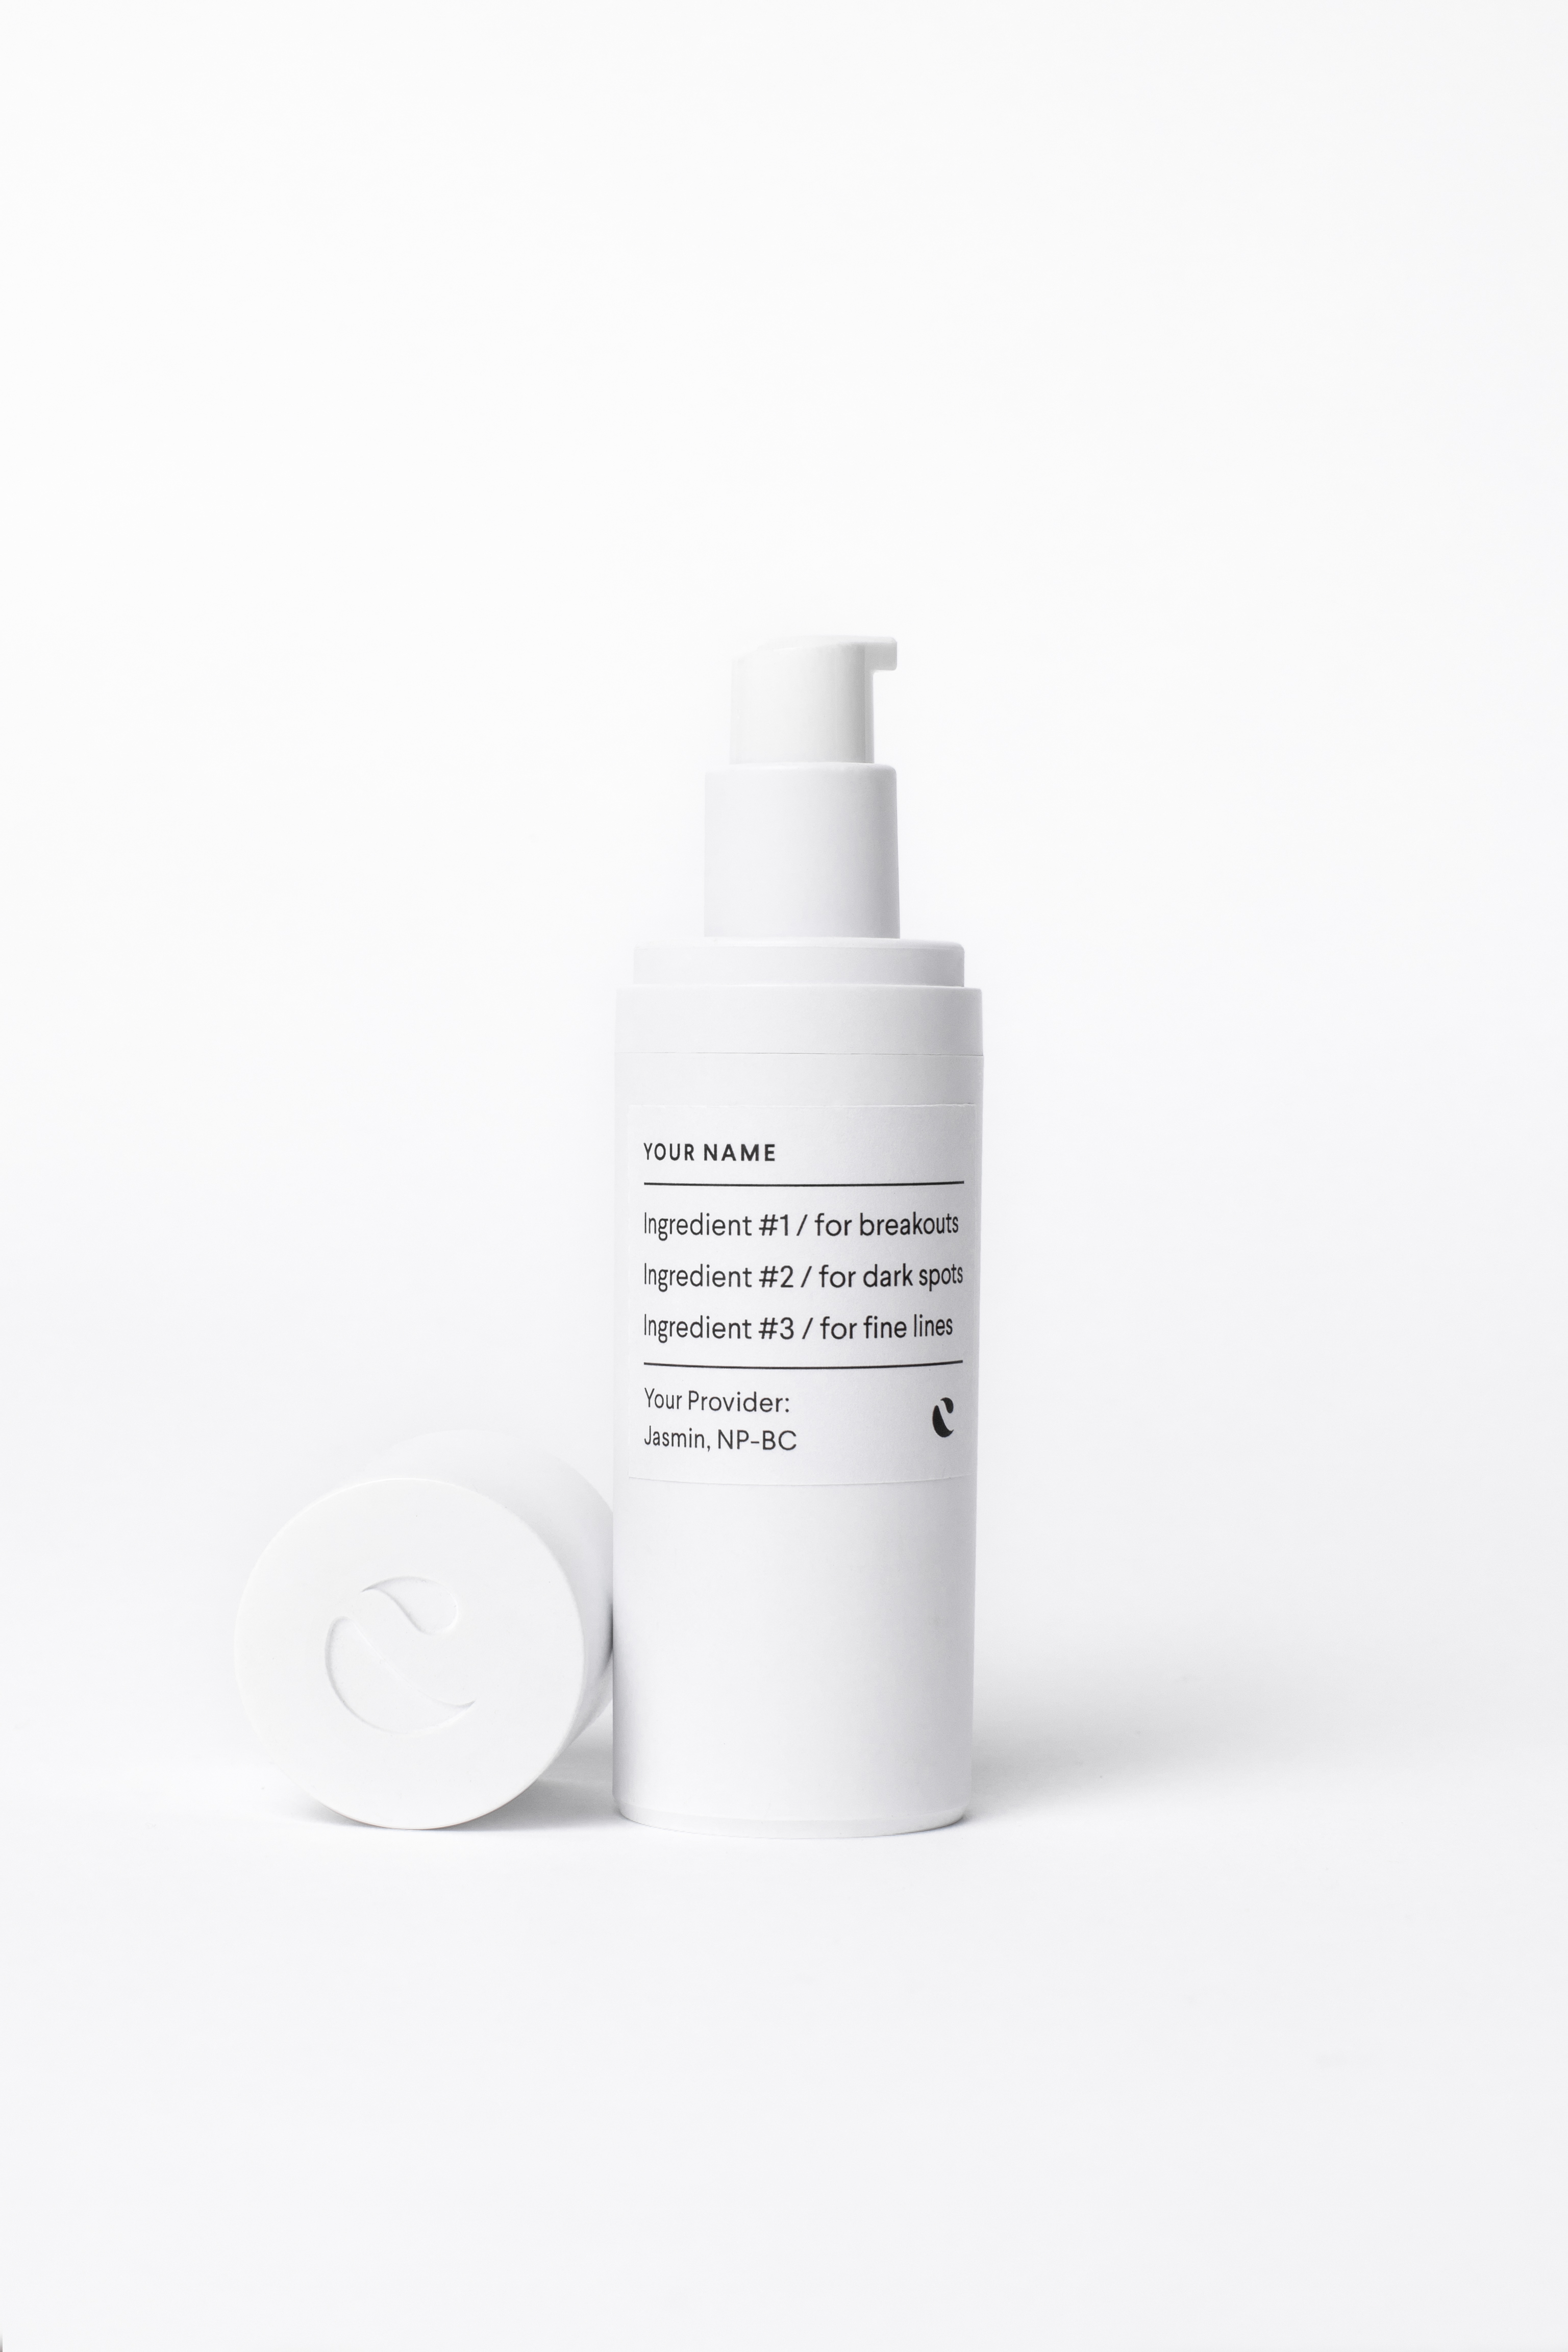 YOUR NAME
Ingredient #1 / for breakouts
Ingredient #2 / for dark spots
Ingredient #3 / for fine lines
Your Provider:
Jasmin, NP-BC